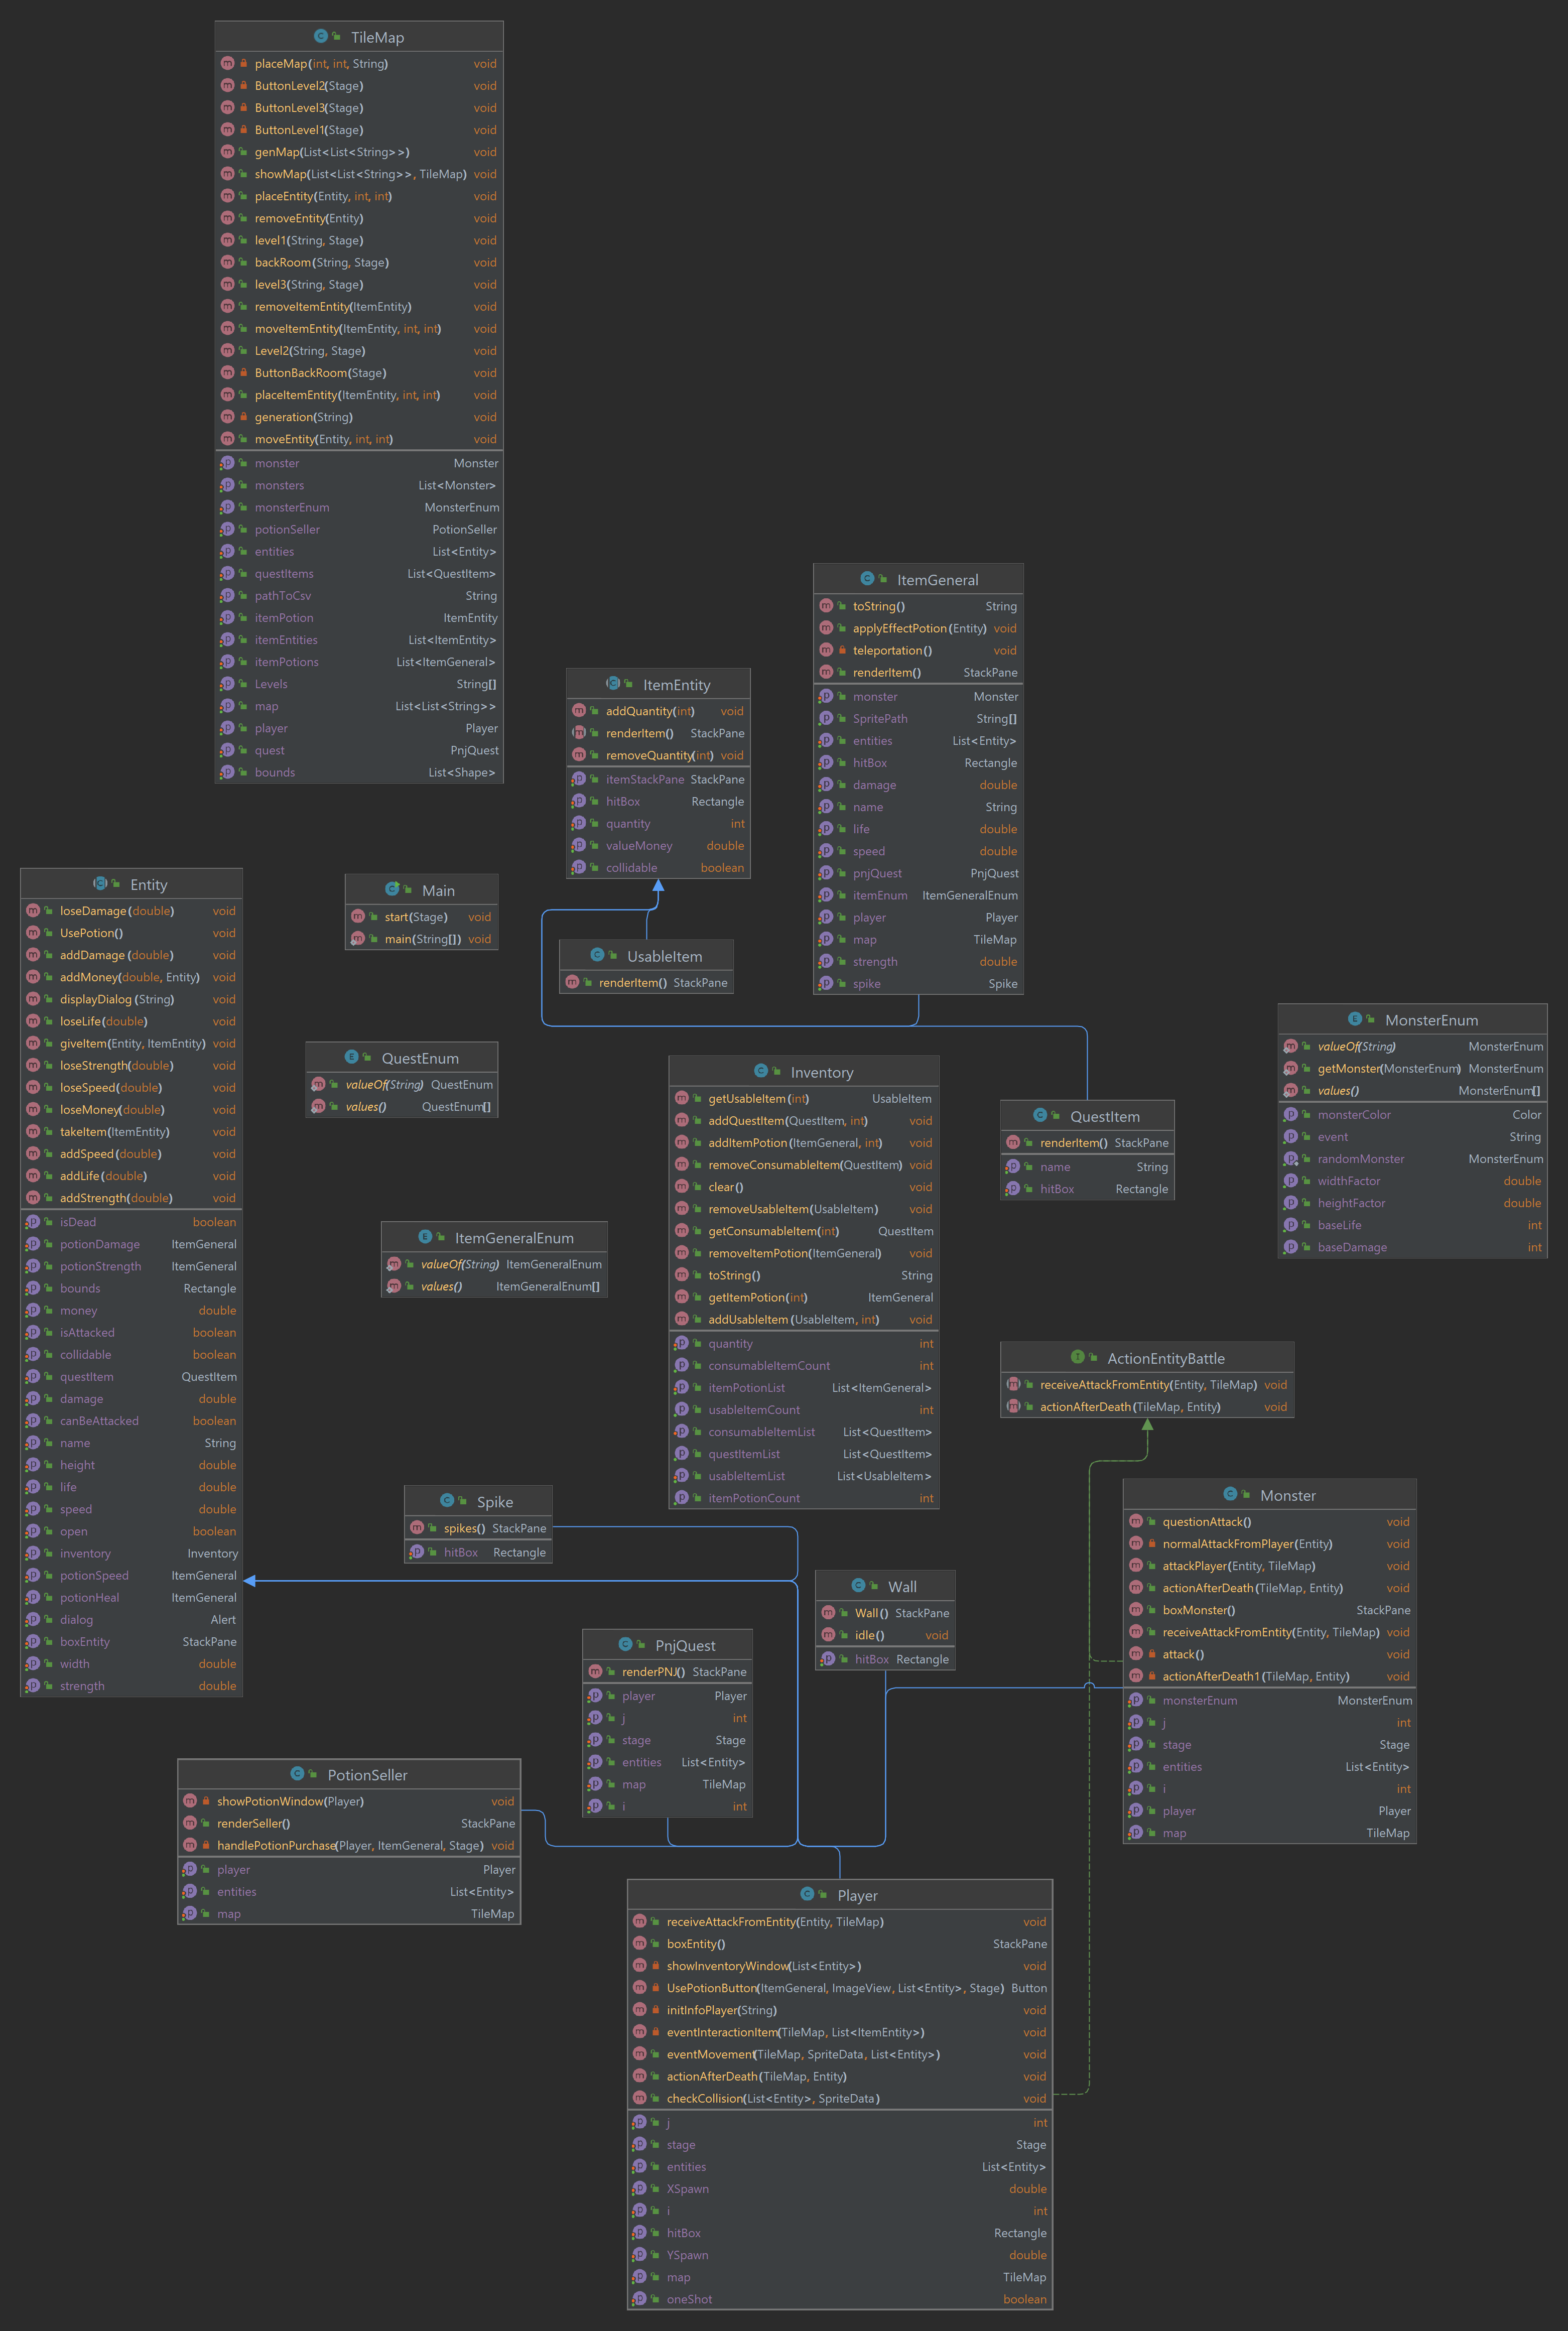 TileMap
placeMap(int, int, String) void
ButtonLevel2(Stage) void
ButtonLevel3(Stage) void
ButtonLevel1(Stage) void
genMap(List<List<String>>) void
showMap(List<List<String>>, TileMap) void
placeEntity(Entity, int, int) void
removeEntity(Entity) void
level1(String, Stage) void
backRoom(String, Stage) void
level3(String, Stage) void
removeItemEntity(ItemEntity) void
moveItemEntity(ItemEntity, int, int) void
Level2(String, Stage) void
ButtonBackRoom(Stage) void
placeItemEntity(ItemEntity, int, int) void
generation(String) void
moveEntity(Entity, int, int) void
monster Monster
monsters List<Monster>
monsterEnum MonsterEnum
potionSeller PotionSeller
entities List<Entity>
questItems List<QuestItem>
pathToCsv String
itemPotion ItemEntity
itemEntities List<ItemEntity>
itemPotions List<ItemGeneral>
Levels String[]
map List<List<String>>
player Player
quest PnjQuest
bounds List<Shape>
ItemGeneral
toString() String
applyEffectPotion(Entity) void
teleportation() void
renderItem() StackPane
monster Monster
SpritePath String[]
entities List<Entity>
hitBox Rectangle
damage double
name String
life double
speed double
pnjQuest PnjQuest
itemEnum ItemGeneralEnum
player Player
map TileMap
strength double
spike Spike
ItemEntity
addQuantity(int) void
renderItem() StackPane
removeQuantity(int) void
itemStackPane StackPane
hitBox Rectangle
quantity int
valueMoney double
collidable boolean
Entity
loseDamage(double) void
UsePotion() void
addDamage(double) void
addMoney(double, Entity) void
displayDialog(String) void
loseLife(double) void
giveItem(Entity, ItemEntity) void
loseStrength(double) void
loseSpeed(double) void
loseMoney(double) void
takeItem(ItemEntity) void
addSpeed(double) void
addLife(double) void
addStrength(double) void
isDead boolean
potionDamage ItemGeneral
potionStrength ItemGeneral
bounds Rectangle
money double
isAttacked boolean
collidable boolean
questItem QuestItem
damage double
canBeAttacked boolean
name String
height double
life double
speed double
open boolean
inventory Inventory
potionSpeed ItemGeneral
potionHeal ItemGeneral
dialog Alert
boxEntity StackPane
width double
strength double
Main
start(Stage) void
main(String[]) void
UsableItem
renderItem() StackPane
QuestEnum
valueOf(String) QuestEnum
values() QuestEnum[]
Inventory
getUsableItem(int) UsableItem
addQuestItem(QuestItem, int) void
addItemPotion(ItemGeneral, int) void
removeConsumableItem(QuestItem) void
clear() void
removeUsableItem(UsableItem) void
getConsumableItem(int) QuestItem
removeItemPotion(ItemGeneral) void
toString() String
getItemPotion(int) ItemGeneral
addUsableItem(UsableItem, int) void
quantity int
consumableItemCount int
itemPotionList List<ItemGeneral>
usableItemCount int
consumableItemList List<QuestItem>
questItemList List<QuestItem>
usableItemList List<UsableItem>
itemPotionCount int
QuestItem
renderItem() StackPane
name String
hitBox Rectangle
MonsterEnum
valueOf(String) MonsterEnum
getMonster(MonsterEnum) MonsterEnum
values() MonsterEnum[]
monsterColor Color
event String
randomMonster MonsterEnum
widthFactor double
heightFactor double
baseLife int
baseDamage int
ItemGeneralEnum
valueOf(String) ItemGeneralEnum
values() ItemGeneralEnum[]
ActionEntityBattle
receiveAttackFromEntity(Entity, TileMap) void
actionAfterDeath(TileMap, Entity) void
Spike
spikes() StackPane
hitBox Rectangle
Monster
questionAttack() void
normalAttackFromPlayer(Entity) void
attackPlayer(Entity, TileMap) void
actionAfterDeath(TileMap, Entity) void
boxMonster() StackPane
receiveAttackFromEntity(Entity, TileMap) void
attack() void
actionAfterDeath1(TileMap, Entity) void
monsterEnum MonsterEnum
j int
stage Stage
entities List<Entity>
i int
player Player
map TileMap
Wall
Wall() StackPane
idle() void
hitBox Rectangle
PnjQuest
renderPNJ() StackPane
player Player
j int
stage Stage
entities List<Entity>
map TileMap
i int
PotionSeller
showPotionWindow(Player) void
renderSeller() StackPane
handlePotionPurchase(Player, ItemGeneral, Stage) void
player Player
entities List<Entity>
map TileMap
Player
receiveAttackFromEntity(Entity, TileMap) void
boxEntity() StackPane
showInventoryWindow(List<Entity>) void
UsePotionButton(ItemGeneral, ImageView, List<Entity>, Stage) Button
initInfoPlayer(String) void
eventInteractionItem(TileMap, List<ItemEntity>) void
eventMovement(TileMap, SpriteData, List<Entity>) void
actionAfterDeath(TileMap, Entity) void
checkCollision(List<Entity>, SpriteData) void
j int
stage Stage
entities List<Entity>
XSpawn double
i int
hitBox Rectangle
YSpawn double
map TileMap
oneShot boolean